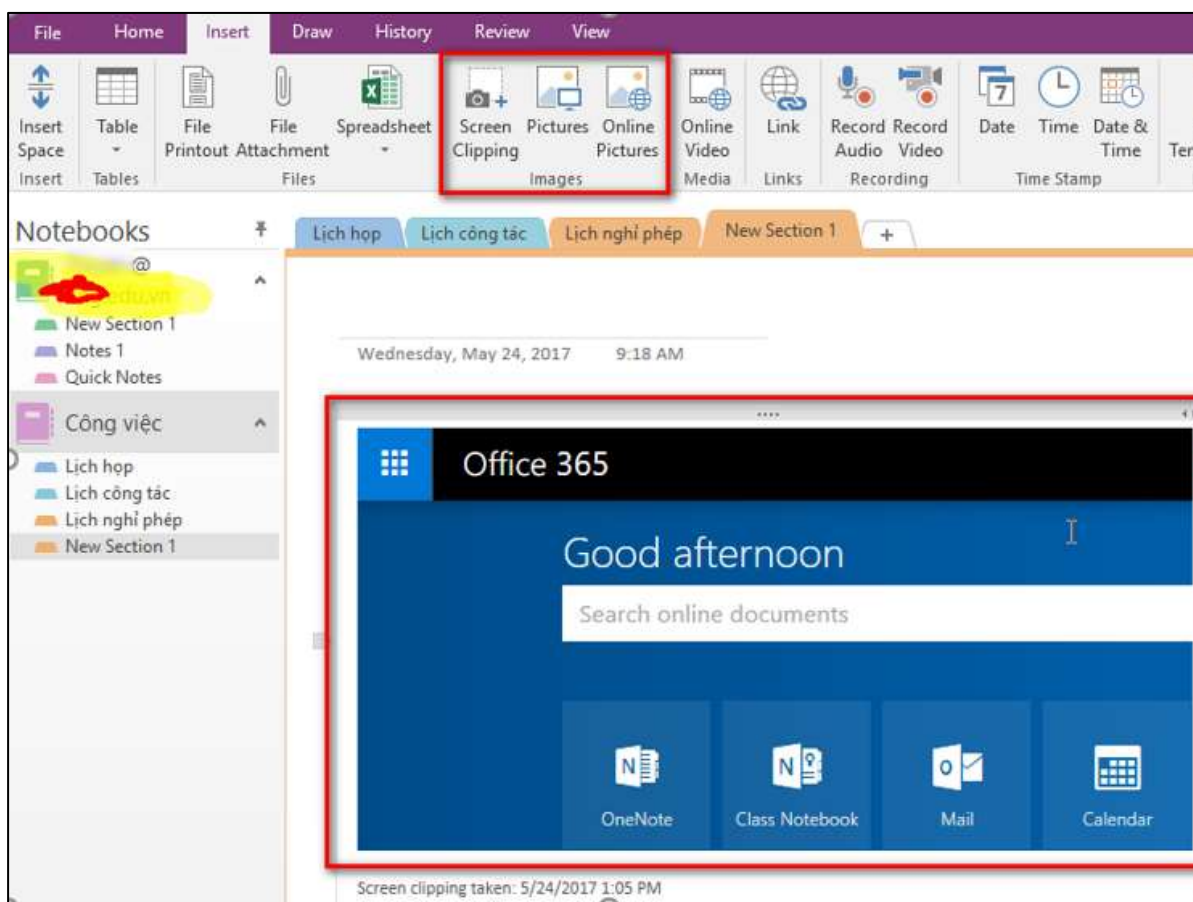 File Home Insert Draw History Review View
Insert Space
Table
File Printout
File Attachment
Spreadsheet
Screen Clipping
Pictures
Online Pictures
Online Video
Link
Record Audio
Record Video
Date
Time
Date & Time
Insert Tables Files Images Media Links Recording Time Stamp
Notebooks
Lịch họp Lịch công tác Lịch nghỉ phép New Section 1 +
@
edu.vn
New Section 1
Notes 1
Quick Notes
Công việc
Lịch họp
Lịch công tác
Lịch nghỉ phép
New Section 1
Wednesday, May 24, 2017 9:18 AM
Office 365
Good afternoon
Search online documents
OneNote Class Notebook Mail Calendar
Screen clipping taken: 5/24/2017 1:05 PM